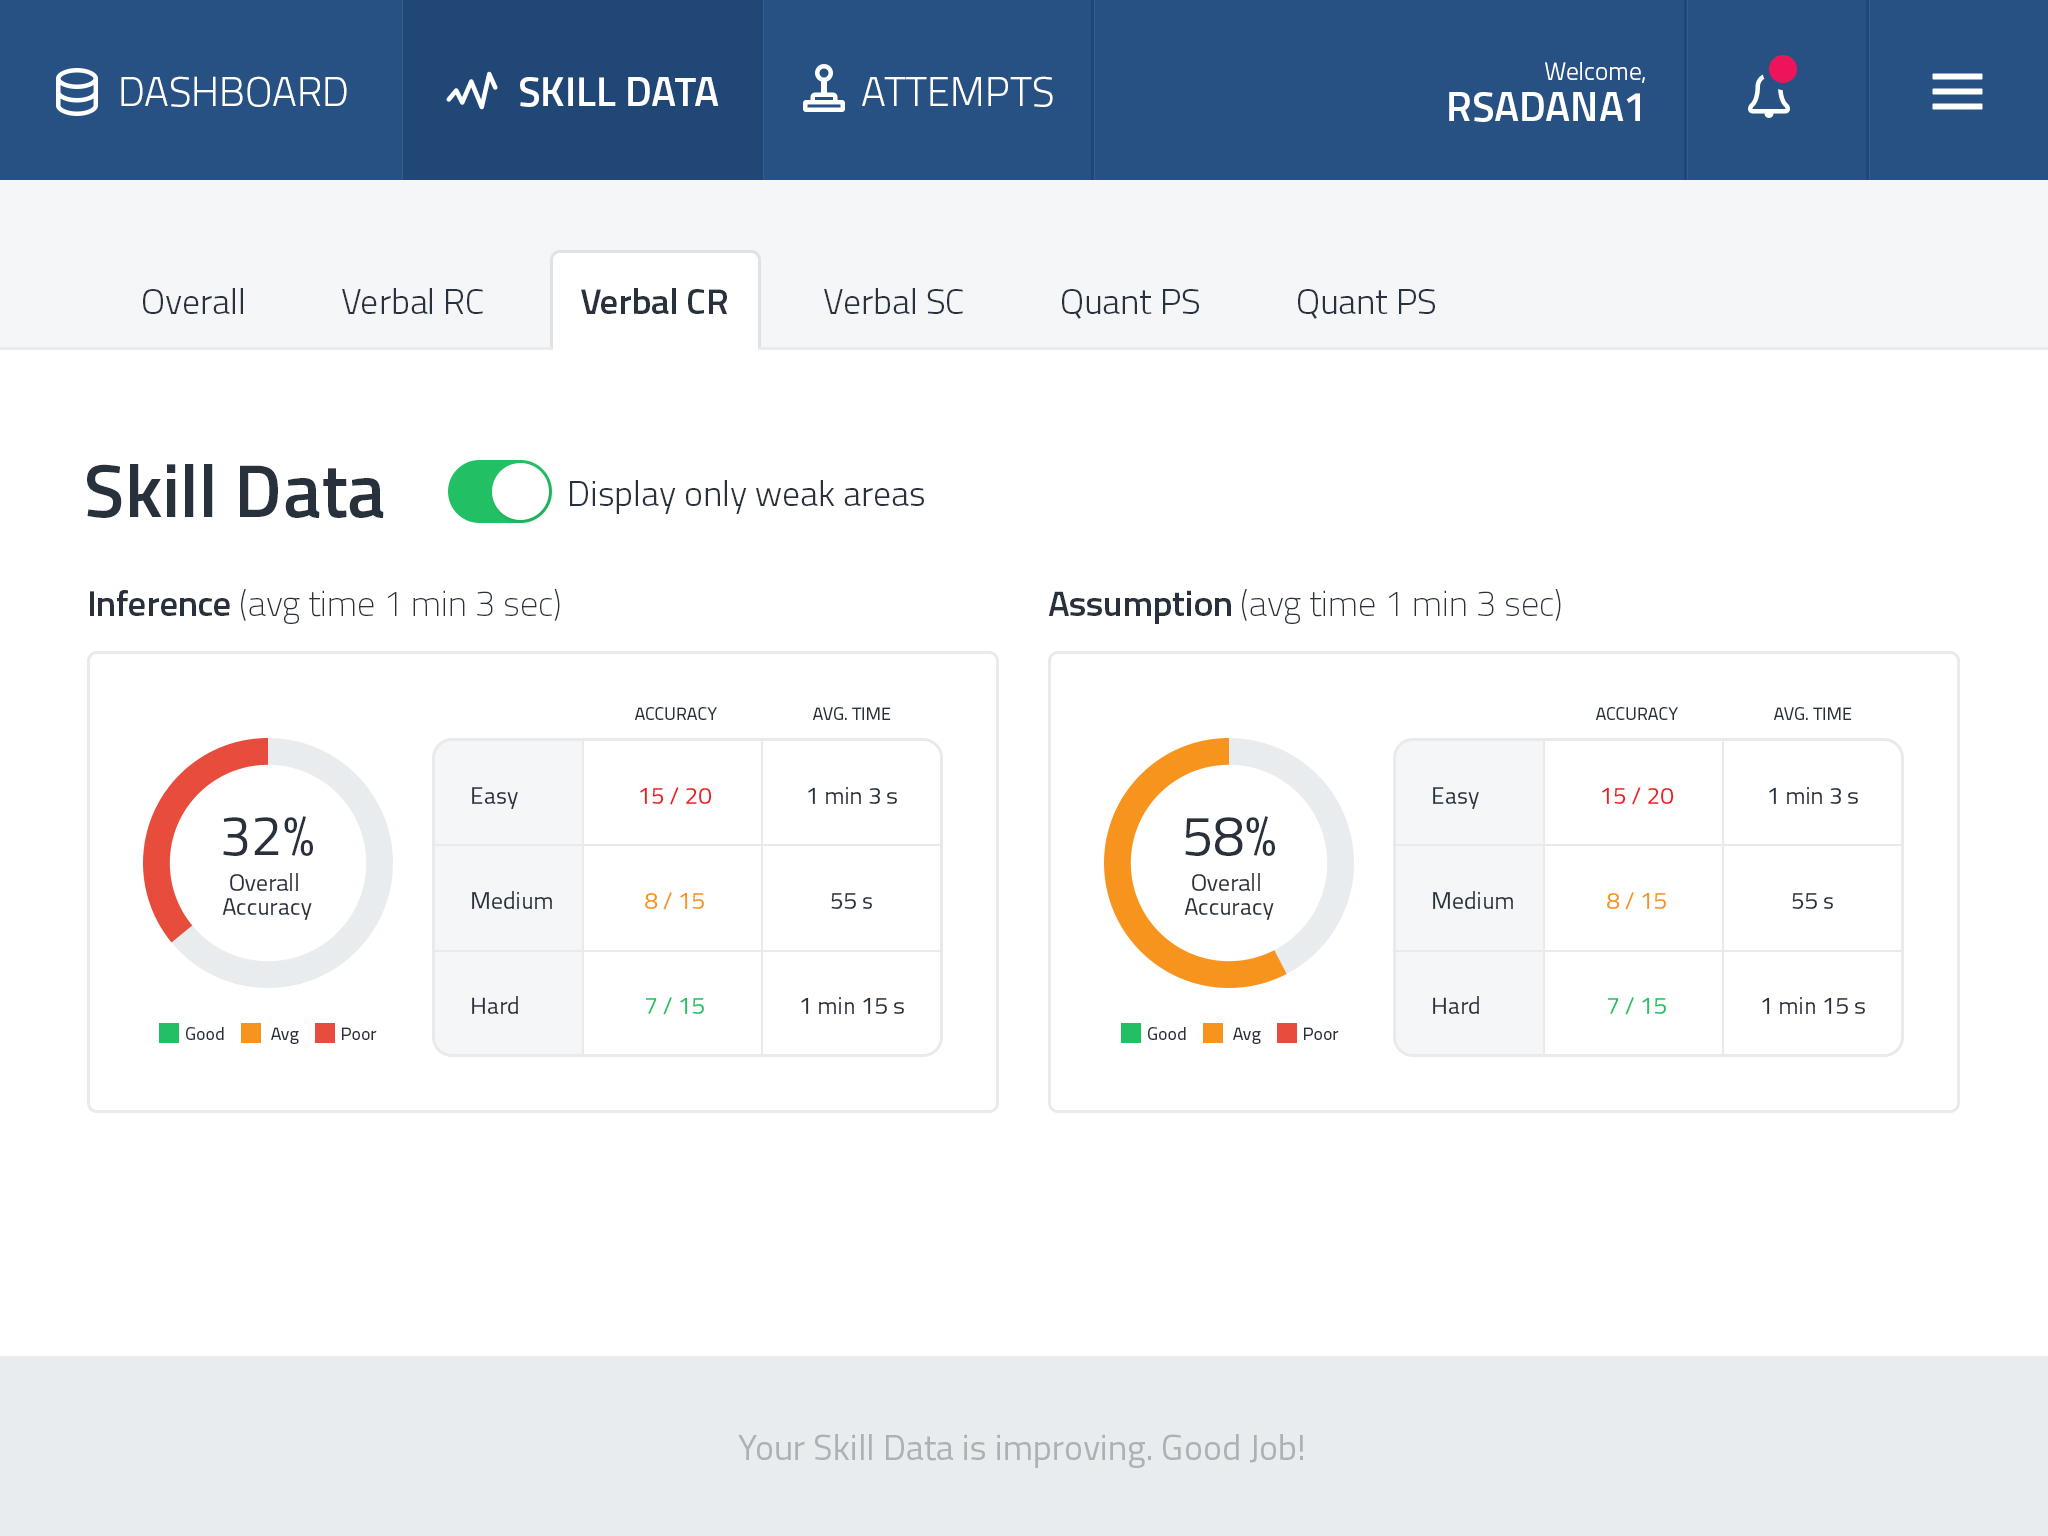 DASHBOARD
SKILL DATA
ATTEMPTS
Welcome,
RSADANA1
Overall
Verbal RC
Verbal CR
Verbal SC
Quant PS
Quant PS
Skill Data
Display only weak areas
Inference (avg time 1 min 3 sec)
ACCURACY AVG. TIME
32%
Overall
Accuracy
Good Avg Poor
Easy 15 / 20 1 min 3 s
Medium 8 / 15 55 s
Hard 7 / 15 1 min 15 s
Assumption (avg time 1 min 3 sec)
ACCURACY AVG. TIME
58%
Overall
Accuracy
Good Avg Poor
Easy 15 / 20 1 min 3 s
Medium 8 / 15 55 s
Hard 7 / 15 1 min 15 s
Your Skill Data is improving. Good Job!